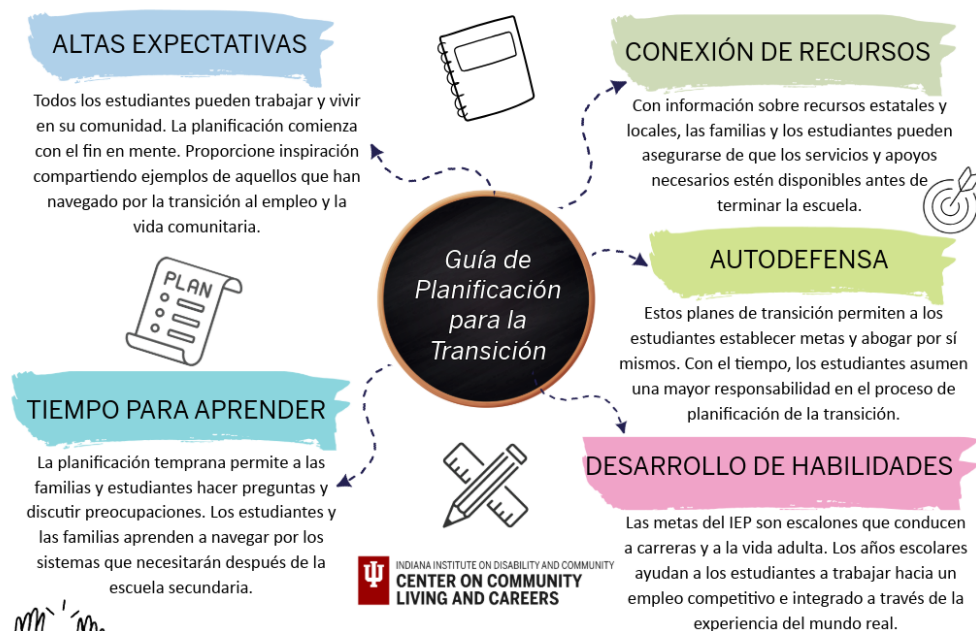 ALTAS EXPECTATIVAS
Todos los estudiantes pueden trabajar y vivir
en su comunidad. La planificación comienza
con el fin en mente. Proporcione inspiración
compartiendo ejemplos de aquellos que han
navegado por la transición al empleo y la
vida comunitaria.
PLAN
TIEMPO PARA APRENDER
La planificación temprana permite a las
familias y estudiantes hacer preguntas y
discutir preocupaciones. Los estudiantes y
las familias aprenden a navegar por los
sistemas que necesitarán después de la
escuela secundaria.
Guía de
Planificación
para la
Transición
INDIANA INSTITUTE ON DISABILITY AND COMMUNITY
CENTER ON COMMUNITY
LIVING AND CAREERS
CONEXIÓN DE RECURSOS
Con información sobre recursos estatales y
locales, las familias y los estudiantes pueden
asegurarse de que los servicios y apoyos
necesarios estén disponibles antes de
terminar la escuela.
AUTODEFENSA
Estos planes de transición permiten a los
estudiantes establecer metas y abogar por sí
mismos. Con el tiempo, los estudiantes asumen
una mayor responsabilidad en el proceso de
planificación de la transición.
DESARROLLO DE HABILIDADES
Las metas del IEP son escalones que conducen
a carreras y a la vida adulta. Los años escolares
ayudan a los estudiantes a trabajar hacia un
empleo competitivo e integrado a través de la
experiencia del mundo real.